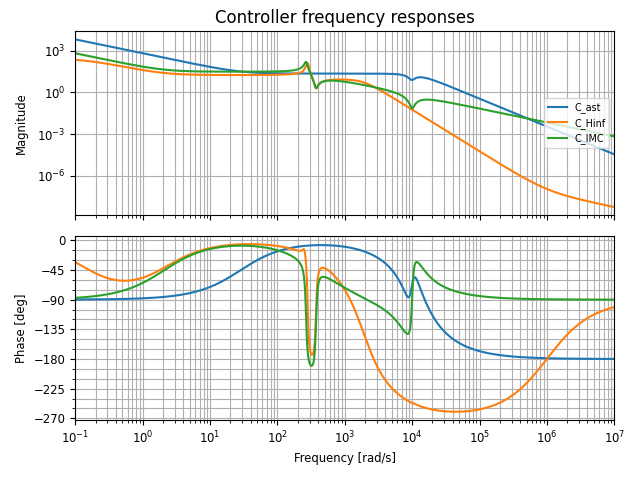 Controller frequency responses
Magnitude
10³
10⁰
10⁻³
10⁻⁶
C_ast
C_Hinf
C_IMC
Phase [deg]
0
−45
−90
−135
−180
−225
−270
10⁻¹ 10⁰ 10¹ 10² 10³ 10⁴ 10⁵ 10⁶ 10⁷
Frequency [rad/s]